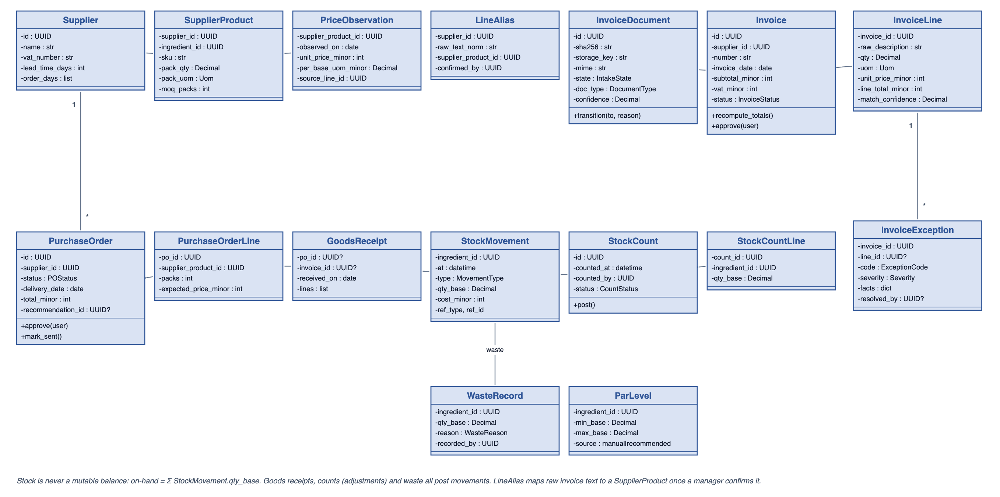 Supplier
-id : UUID
-name : str
-vat_number : str
-lead_time_days : int
-order_days : list
SupplierProduct
-supplier_id : UUID
-ingredient_id : UUID
-sku : str
-pack_qty : Decimal
-pack_uom : Uom
-moq_packs : int
PriceObservation
-supplier_product_id : UUID
-observed_on : date
-unit_price_minor : int
-per_base_uom_minor : Decimal
-source_line_id : UUID
LineAlias
-supplier_id : UUID
-raw_text_norm : str
-supplier_product_id : UUID
-confirmed_by : UUID
InvoiceDocument
-id : UUID
-sha256 : str
-storage_key : str
-mime : str
-state : IntakeState
-doc_type : DocumentType
-confidence : Decimal
+transition(to, reason)
Invoice
-id : UUID
-supplier_id : UUID
-number : str
-invoice_date : date
-subtotal_minor : int
-vat_minor : int
-status : InvoiceStatus
+recompute_totals()
+approve(user)
InvoiceLine
-invoice_id : UUID
-raw_description : str
-qty : Decimal
-uom : Uom
-unit_price_minor : int
-line_total_minor : int
-match_confidence : Decimal
1
*
1
*
PurchaseOrder
-id : UUID
-supplier_id : UUID
-status : POStatus
-delivery_date : date
-total_minor : int
-recommendation_id : UUID?
+approve(user)
+mark_sent()
PurchaseOrderLine
-po_id : UUID
-supplier_product_id : UUID
-packs : int
-expected_price_minor : int
GoodsReceipt
-po_id : UUID?
-invoice_id : UUID?
-received_on : date
-lines : list
StockMovement
-ingredient_id : UUID
-at : datetime
-type : MovementType
-qty_base : Decimal
-cost_minor : int
-ref_type, ref_id
StockCount
-id : UUID
-counted_at : datetime
-counted_by : UUID
-status : CountStatus
+post()
StockCountLine
-count_id : UUID
-ingredient_id : UUID
-qty_base : Decimal
InvoiceException
-invoice_id : UUID
-line_id : UUID?
-code : ExceptionCode
-severity : Severity
-facts : dict
-resolved_by : UUID?
waste
WasteRecord
-ingredient_id : UUID
-qty_base : Decimal
-reason : WasteReason
-recorded_by : UUID
ParLevel
-ingredient_id : UUID
-min_base : Decimal
-max_base : Decimal
-source : manual|recommended
Stock is never a mutable balance: on-hand = Σ StockMovement.qty_base. Goods receipts, counts (adjustments) and waste all post movements. LineAlias maps raw invoice text to a SupplierProduct once a manager confirms it.